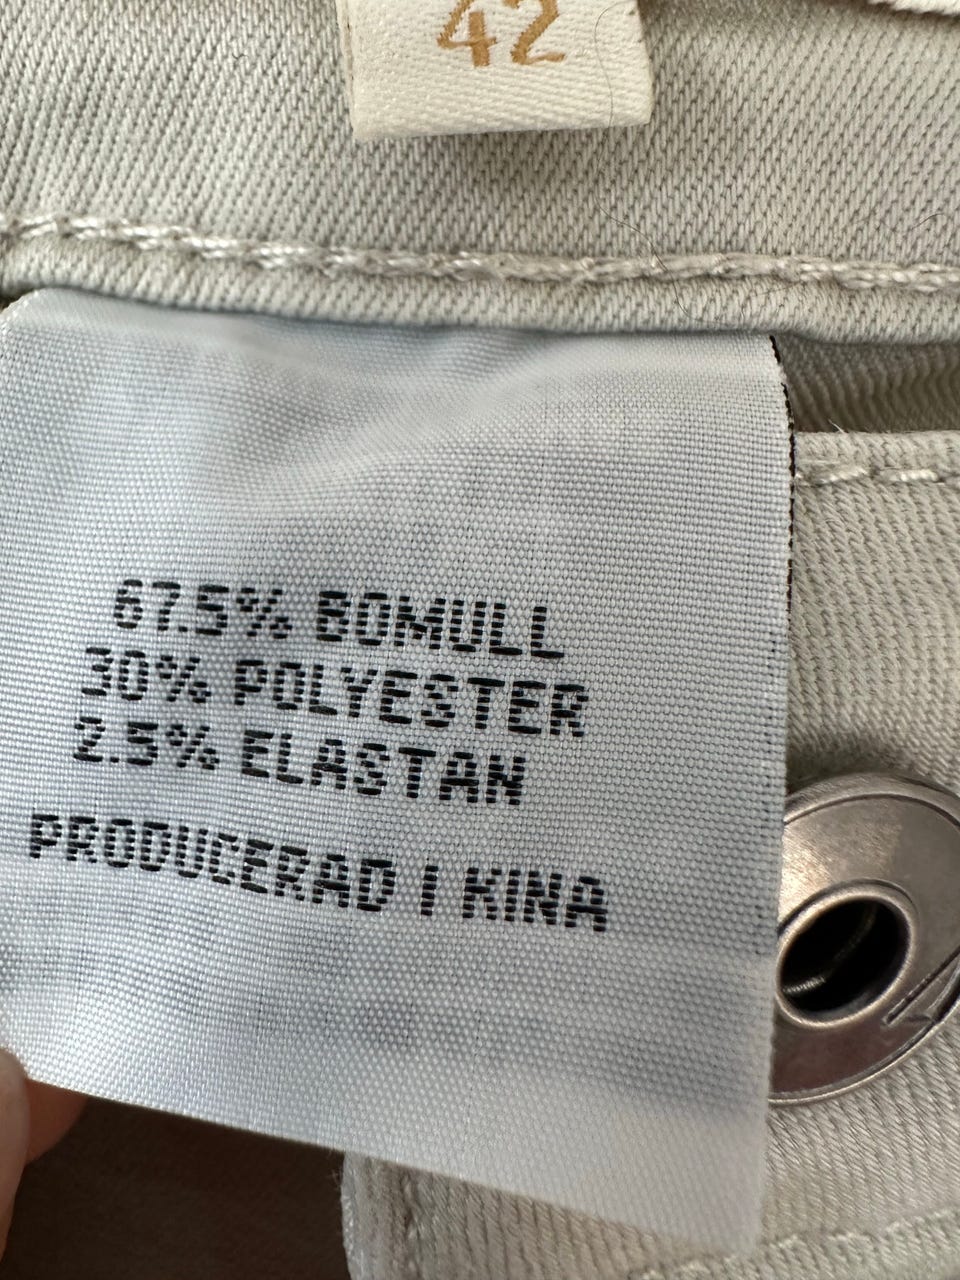 42
67.5% BOMULL
30% POLYESTER
2.5% ELASTAN
PRODUCERAD I KINA